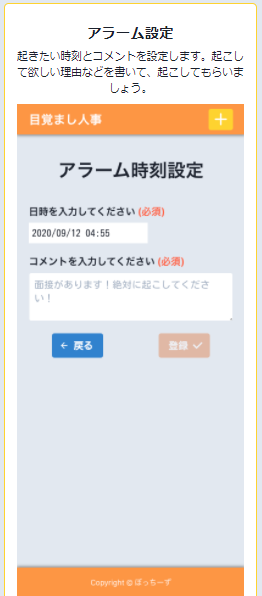 アラーム設定
起きたい時刻とコメントを設定します。起こし
て欲しい理由などを書いて、起こしてもらいま
しょう。
目覚まし人事
アラーム時刻設定
日時を入力してください (必須)
2020/09/12 04:55
コメントを入力してください (必須)
面接があります！絶対に起こしてくださ
い！
← 戻る
登録 ✓
Copyright © ぼっちーず